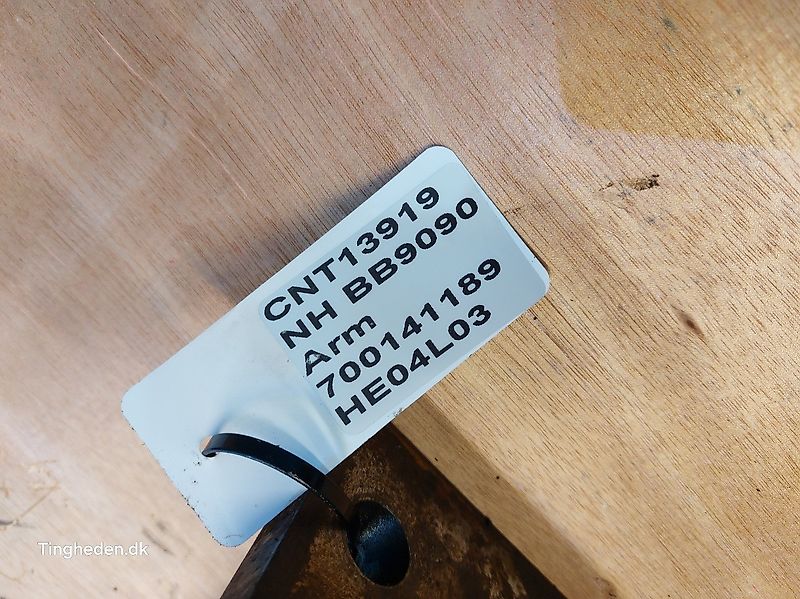 CNT13919
NH BB9090
Arm
700141189
HE04L03
Tingheden.dk